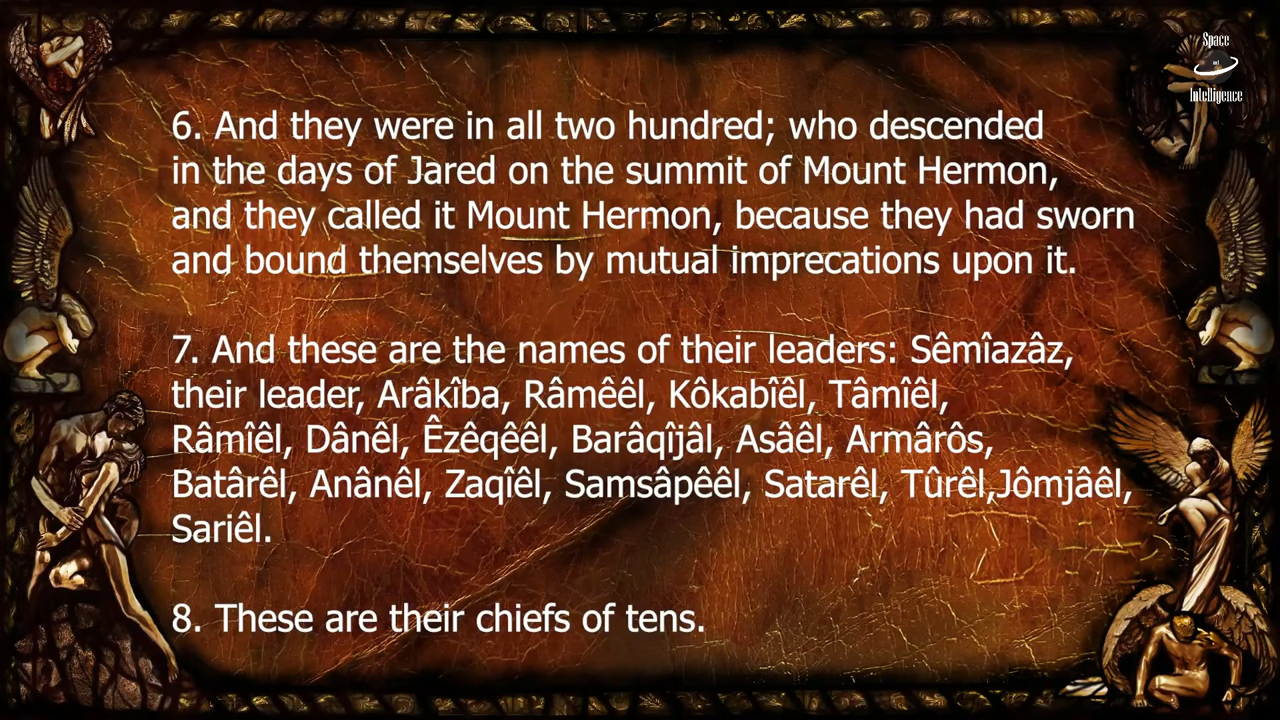 Space
and
Intelligence
6. And they were in all two hundred; who descended
in the days of Jared on the summit of Mount Hermon,
and they called it Mount Hermon, because they had sworn
and bound themselves by mutual imprecations upon it.
7. And these are the names of their leaders: Sêmîazâz,
their leader, Arâkîba, Râmêêl, Kôkabîêl, Tâmîêl,
Râmîêl, Dânêl, Êzêqêêl, Barâqîjâl, Asâêl, Armârôs,
Batârêl, Anânêl, Zaqîêl, Samsâpêêl, Satarêl, Tûrêl,Jômjâêl,
Sariêl.
8. These are their chiefs of tens.